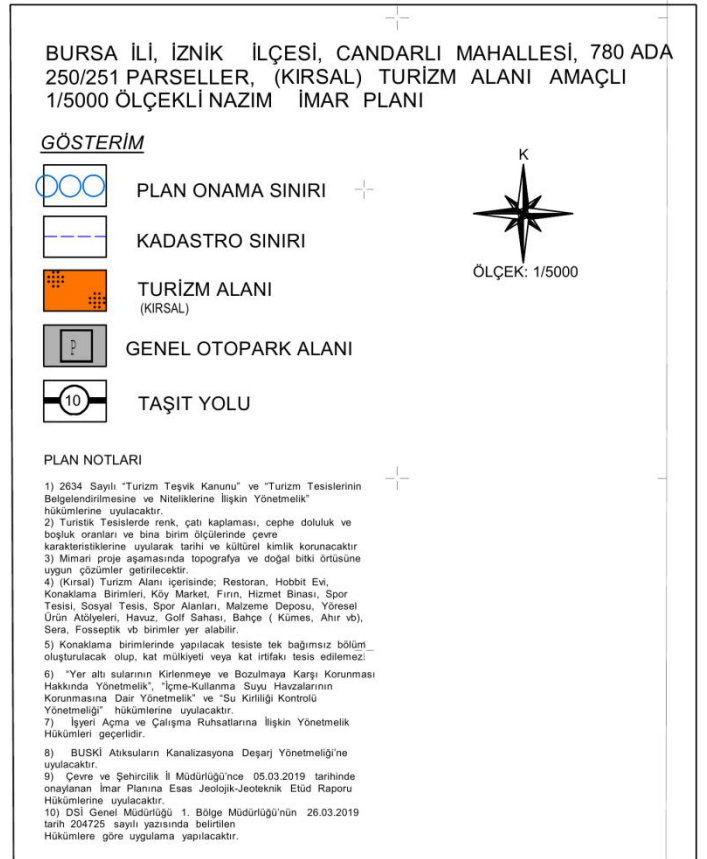 BURSA İLİ, İZNİK İLÇESİ, CANDARLI MAHALLESİ, 780 ADA
250/251 PARSELLER, (KIRSAL) TURİZM ALANI AMAÇLI
1/5000 ÖLÇEKLİ NAZIM İMAR PLANI
GÖSTERİM
PLAN ONAMA SINIRI
KADASTRO SINIRI
TURİZM ALANI
(KIRSAL)
P
GENEL OTOPARK ALANI
10
TAŞIT YOLU
K
ÖLÇEK: 1/5000
PLAN NOTLARI
1) 2634 Sayılı "Turizm Teşvik Kanunu" ve "Turizm Tesislerinin
Belgelendirilmesine ve Niteliklerine İlişkin Yönetmelik"
hükümlerine uyulacaktır.
2) Turistik Tesislerde renk, çatı kaplaması, cephe doluluk ve
boşluk oranları ve bina birim ölçülerinde çevre
karakteristiklerine uyularak tarihi ve kültürel kimlik korunacaktır
3) Mimari proje aşamasında topografya ve doğal bitki örtüsüne
uygun çözümler getirilecektir.
4) (Kırsal) Turizm Alanı içerisinde; Restoran, Hobbit Evi,
Konaklama Birimleri, Köy Market, Fırın, Hizmet Binası, Spor
Tesisi, Sosyal Tesis, Spor Alanları, Malzeme Deposu, Yöresel
Ürün Atölyeleri, Havuz, Golf Sahası, Bahçe ( Kümes, Ahır vb),
Sera, Fosseptik vb birimler yer alabilir.
5) Konaklama birimlerinde yapılacak tesiste tek bağımsız bölüm
oluşturulacak olup, kat mülkiyeti veya kat irtifakı tesis edilemez.
6) "Yer altı sularının Kirlenmeye ve Bozulmaya Karşı Korunması
Hakkında Yönetmelik", "İçme-Kullanma Suyu Havzalarının
Korunmasına Dair Yönetmelik" ve "Su Kirliliği Kontrolü
Yönetmeliği" hükümlerine uyulacaktır.
7) İşyeri Açma ve Çalışma Ruhsatlarına İlişkin Yönetmelik
Hükümleri geçerlidir.
8) BUSKİ Atıksuların Kanalizasyona Deşarj Yönetmeliği'ne
uyulacaktır.
9) Çevre ve Şehircilik İl Müdürlüğü'nce 05.03.2019 tarihinde
onaylanan İmar Planına Esas Jeolojik-Jeoteknik Etüd Raporu
Hükümlerine uyulacaktır.
10) DSİ Genel Müdürlüğü 1. Bölge Müdürlüğü'nün 26.03.2019
tarih 204725 sayılı yazısında belirtilen
Hükümlere göre uygulama yapılacaktır.